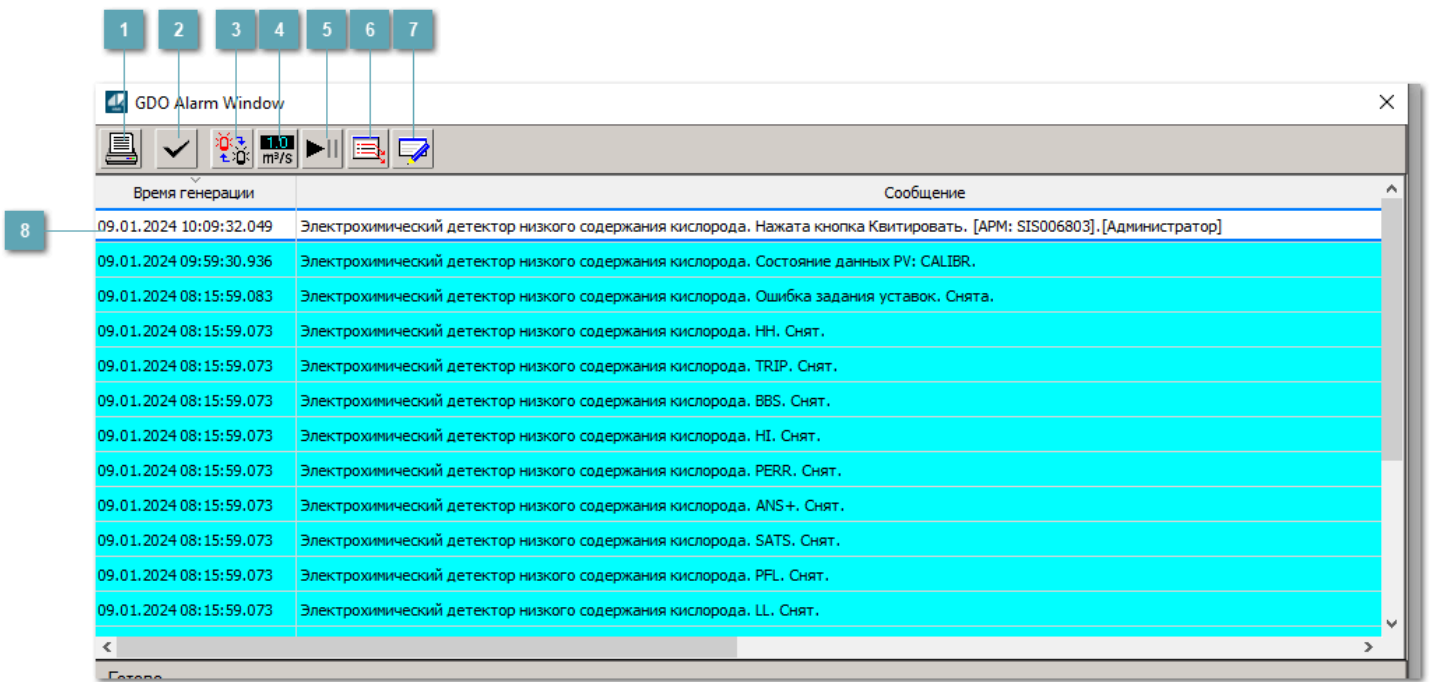 1 2 3 4 5 6 7
GDO Alarm Window
1.0
m³/s
Время генерации Сообщение
8
09.01.2024 10:09:32.049 Электрохимический детектор низкого содержания кислорода. Нажата кнопка Квитировать. [АРМ: SIS006803].[Администратор]
09.01.2024 09:59:30.936 Электрохимический детектор низкого содержания кислорода. Состояние данных PV: CALIBR.
09.01.2024 08:15:59.083 Электрохимический детектор низкого содержания кислорода. Ошибка задания уставок. Снята.
09.01.2024 08:15:59.073 Электрохимический детектор низкого содержания кислорода. HH. Снят.
09.01.2024 08:15:59.073 Электрохимический детектор низкого содержания кислорода. TRIP. Снят.
09.01.2024 08:15:59.073 Электрохимический детектор низкого содержания кислорода. BBS. Снят.
09.01.2024 08:15:59.073 Электрохимический детектор низкого содержания кислорода. HI. Снят.
09.01.2024 08:15:59.073 Электрохимический детектор низкого содержания кислорода. PERR. Снят.
09.01.2024 08:15:59.073 Электрохимический детектор низкого содержания кислорода. ANS+. Снят.
09.01.2024 08:15:59.073 Электрохимический детектор низкого содержания кислорода. SATS. Снят.
09.01.2024 08:15:59.073 Электрохимический детектор низкого содержания кислорода. PFL. Снят.
09.01.2024 08:15:59.073 Электрохимический детектор низкого содержания кислорода. LL. Снят.
Готово